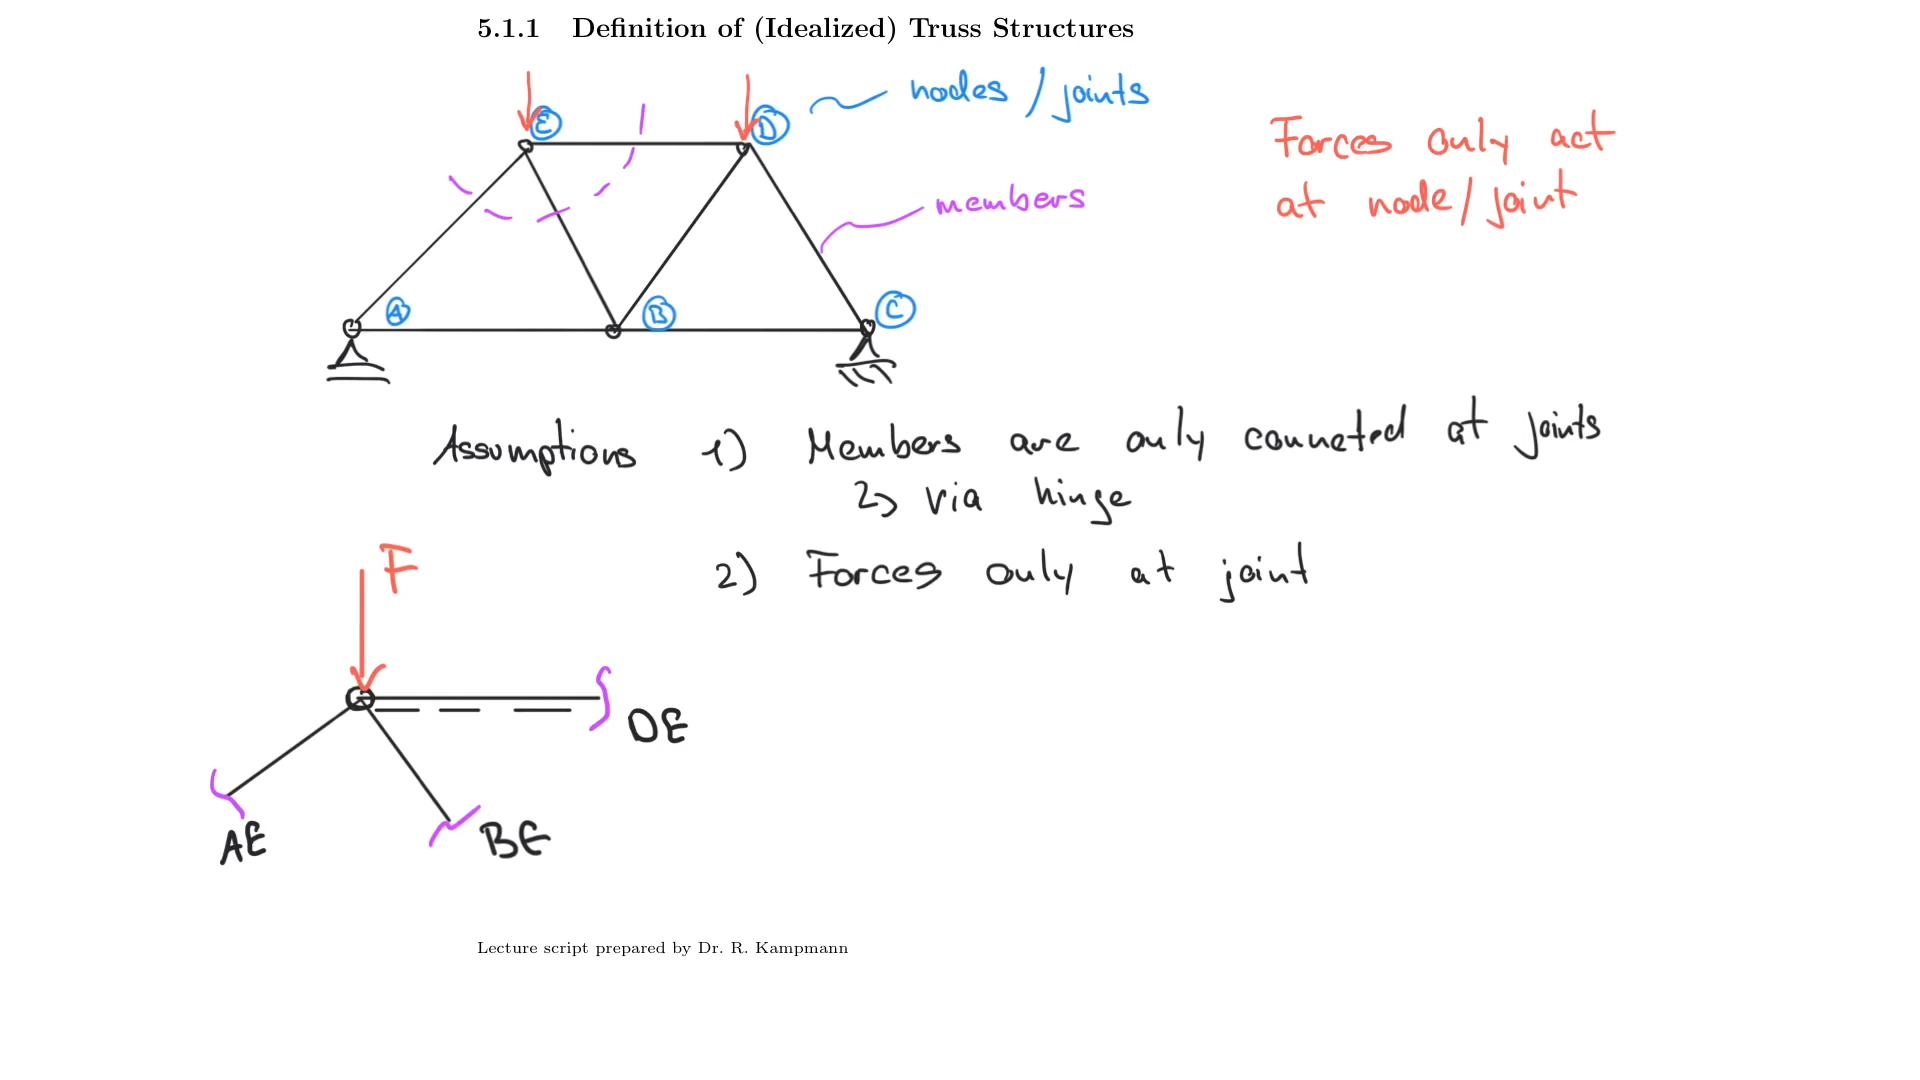 5.1.1 Definition of (Idealized) Truss Structures
E
D
nodes / joints
Forces only act
at node/joint
members
A
B
C
Assumptions 1) Members are only conneted at joints
2) via hinge
F
2) Forces only at joint
DE
AE
BE
Lecture script prepared by Dr. R. Kampmann